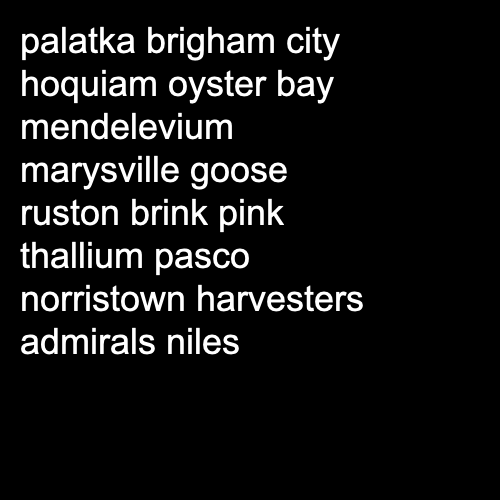 palatka brigham city
hoquiam oyster bay
mendelevium
marysville goose
ruston brink pink
thallium pasco
norristown harvesters
admirals niles